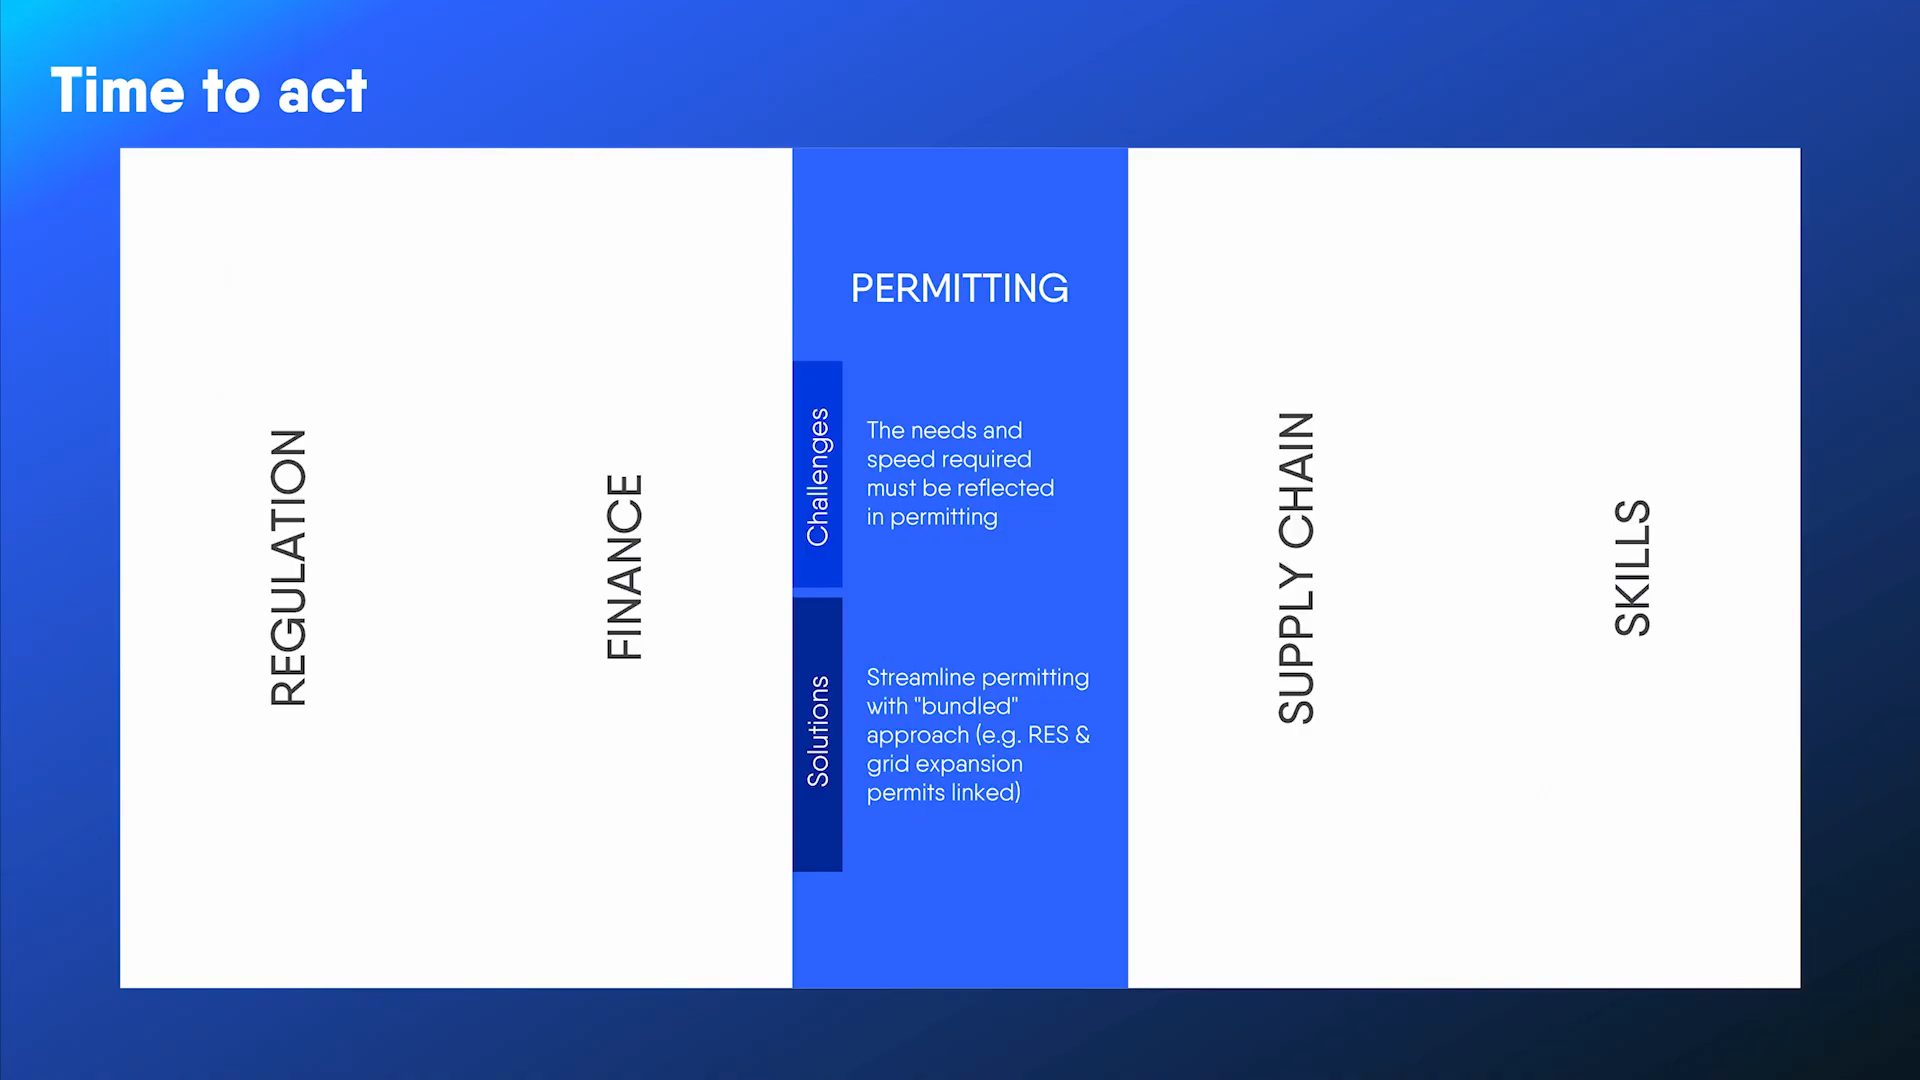 Time to act
REGULATION
FINANCE
PERMITTING
Challenges
The needs and
speed required
must be reflected
in permitting
Solutions
Streamline permitting
with "bundled"
approach (e.g. RES &
grid expansion
permits linked)
SUPPLY CHAIN
SKILLS